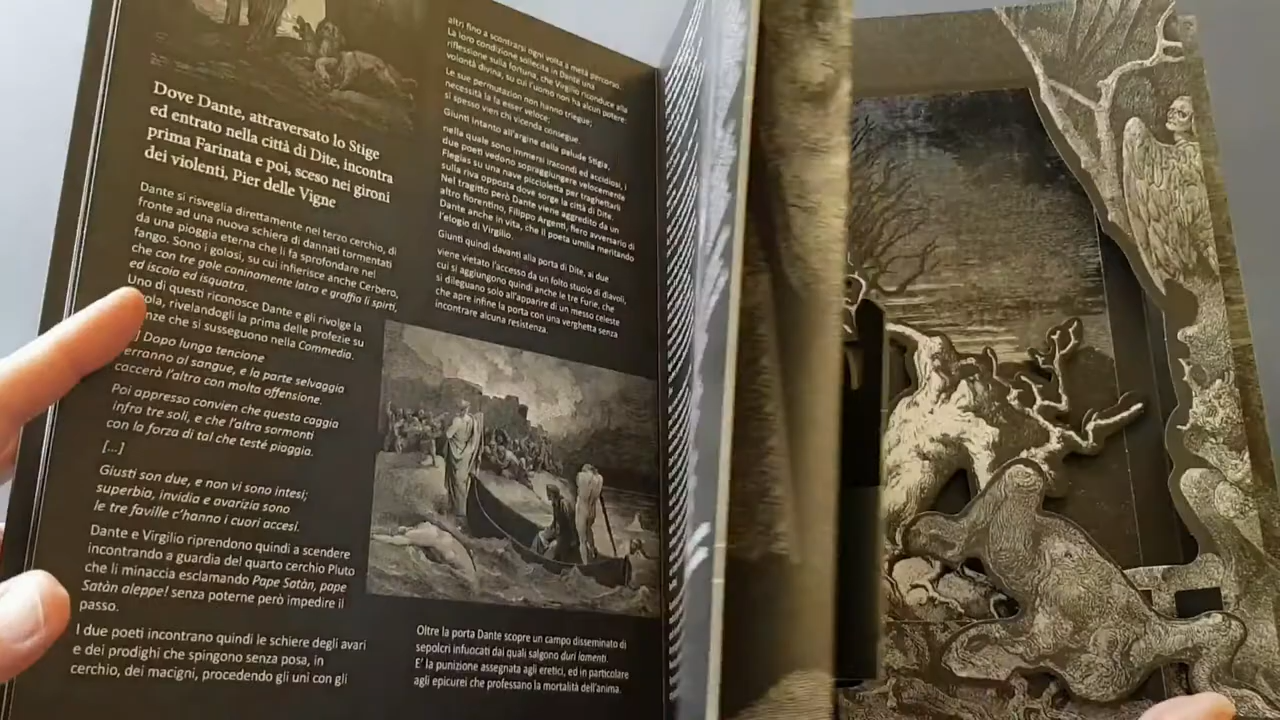 Dove Dante, attraversato lo Stige
ed entrato nella città di Dite, incontra
prima Farinata e poi, sceso nei gironi
dei violenti, Pier delle Vigne
Dante si risveglia direttamente nel terzo cerchio, di
fronte ad una nuova schiera di dannati tormentati
da una pioggia eterna che li fa sprofondare nel
fango. Sono i golosi, su cui infierisce anche Cerbero,
che con tre gole caninamente latra e graffia li spirti,
ed iscoia ed isquatra.
Uno di questi riconosce Dante e gli rivolge la
rivelandogli la prima delle profezie su
che si susseguono nella Commedia.
Dopo lunga tencione
verranno al sangue, e la parte selvaggia
caccerà l'altra con molta offensione.
Poi appresso convien che questa caggia
infra tre soli, e che l'altra sormonti
con la forza di tal che testé piaggia.
[...]
Giusti son due, e non vi sono intesi;
superbia, invidia e avarizia sono
le tre faville c'hanno i cuori accesi.
Dante e Virgilio riprendono quindi a scendere
incontrando a guardia del quarto cerchio Pluto
che li minaccia esclamando Pape Satàn, pape
Satàn aleppe! senza poterne però impedire il
passo.
I due poeti incontrano quindi le schiere degli avari
e dei prodighi che spingono senza posa, in
cerchio, dei macigni, procedendo gli uni con gli
altri fino a scontrarsi ogni volta a metà percorso.
La loro condizione sollecita in Dante una
riflessione sulla fortuna, che Virgilio riconduce alla
volontà divina, su cui l'uomo non ha alcun potere:
Le sue permutazion non hanno triegue;
necessità la fa esser veloce;
sì spesso vien chi vicenda consegue.
Giunti intanto all'argine della palude Stigia,
nella quale sono immersi iracondi ed accidiosi, i
due poeti vedono sopraggiungere velocemente
Flegias su una nave piccioletta per traghettarli
sulla riva opposta dove sorge la città di Dite.
Nel tragitto però Dante viene aggredito da un
altro fiorentino, Filippo Argenti, fiero avversario di
Dante anche in vita, che il poeta umilia meritando
l'elogio di Virgilio.
Giunti quindi davanti alla porta di Dite, ai due
viene vietato l'accesso da un folto stuolo di diavoli,
cui si aggiungono quindi anche le tre Furie, che
si dileguano solo all'apparire di un messo celeste
che apre infine la porta con una verghetta senza
incontrare alcuna resistenza.
Oltre la porta Dante scopre un campo disseminato di
sepolcri infuocati dai quali salgono duri lamenti.
E' la punizione assegnata agli eretici, ed in particolare
agli epicurei che professano la mortalità dell'anima.